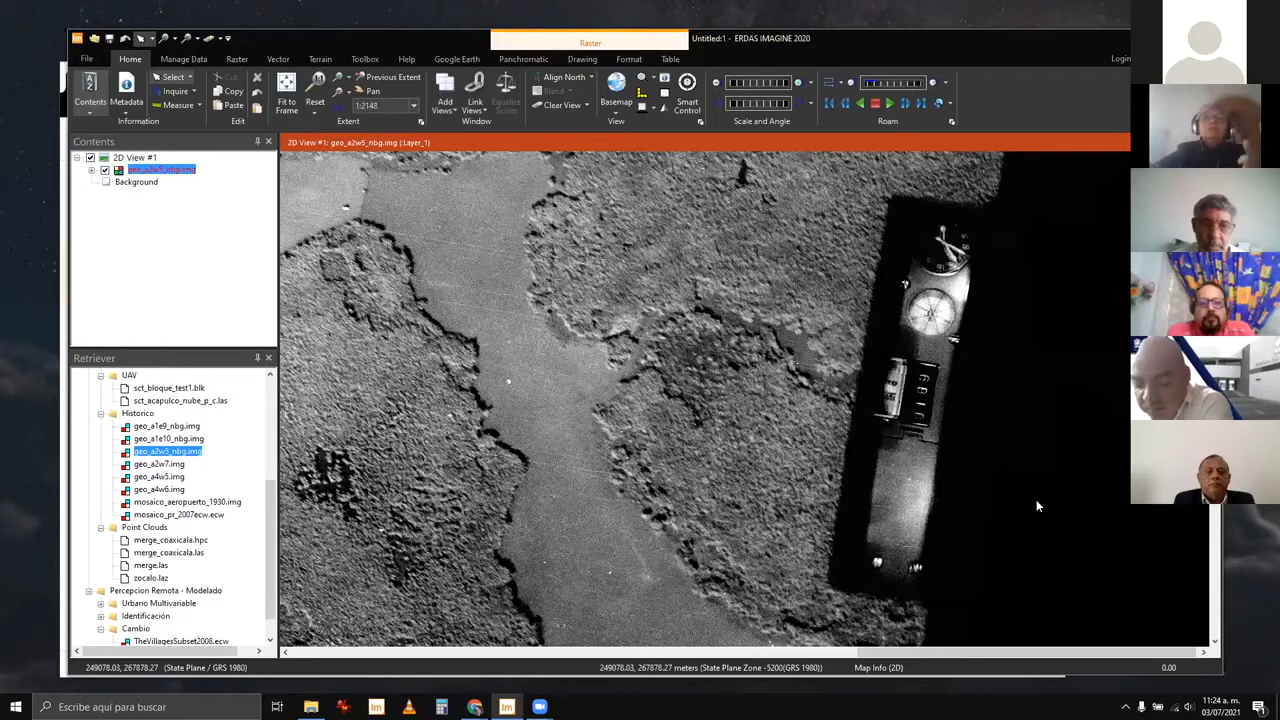 Raster
Untitled:1 - ERDAS IMAGINE 2020
File
Home
Manage Data
Raster
Vector
Terrain
Toolbox
Help
Google Earth
Panchromatic
Drawing
Format
Table
Login
Contents
Metadata
Select
Inquire
Measure
Information
Cut
Copy
Paste
Edit
Fit to Frame
Reset
Previous Extent
Pan
1:2148
Extent
Add Views
Link Views
Equalize Scales
Window
Align North
Blend
Clear View
Basemap
View
Smart Control
Scale and Angle
Roam
Contents
2D View #1
geo_a2w5_nbg.img
Background
2D View #1: geo_a2w5_nbg.img (:Layer_1)
Retriever
UAV
sct_bloque_test1.blk
sct_acapulco_nube_p_c.las
Historico
geo_a1e9_nbg.img
geo_a1e10_nbg.img
geo_a2w5_nbg.img
geo_a2w7.img
geo_a4w5.img
geo_a4w6.img
mosaico_aeropuerto_1930.img
mosaico_pr_2007ecw.ecw
Point Clouds
merge_coaxicala.hpc
merge_coaxicala.las
merge.las
zocalo.laz
Percepcion Remota - Modelado
Urbano Multivariable
Identificación
Cambio
TheVillagesSubset2008.ecw
249078.03, 267878.27 (State Plane / GRS 1980)
249078.03, 267878.27 meters (State Plane Zone -5200(GRS 1980))
Map Info (2D)
0.00
Escribe aquí para buscar
11:24 a. m.
03/07/2021